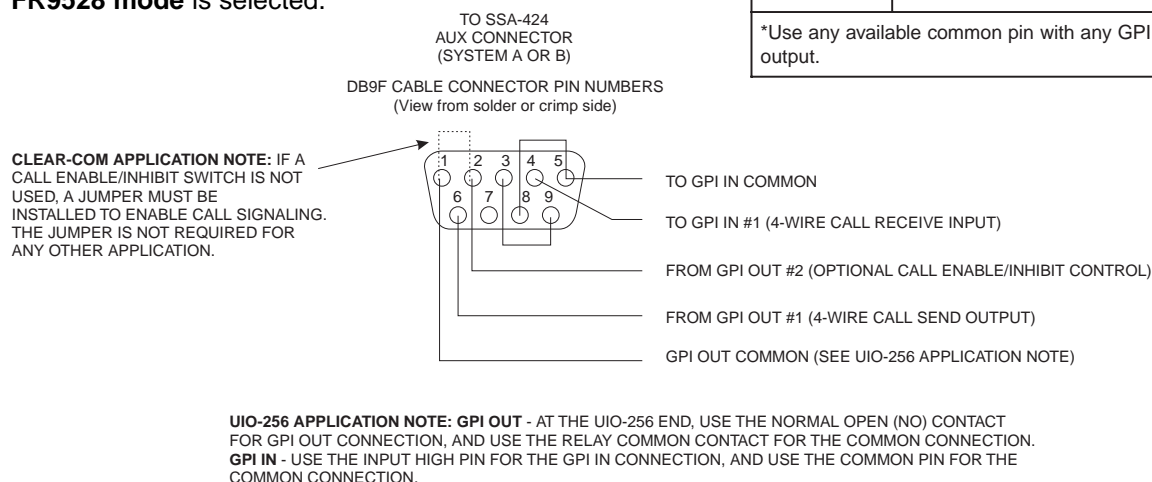 FR9528 mode is selected.
*Use any available common pin with any GPI
output.
TO SSA-424
AUX CONNECTOR
(SYSTEM A OR B)
DB9F CABLE CONNECTOR PIN NUMBERS
(View from solder or crimp side)
CLEAR-COM APPLICATION NOTE: IF A
CALL ENABLE/INHIBIT SWITCH IS NOT
USED, A JUMPER MUST BE
INSTALLED TO ENABLE CALL SIGNALING.
THE JUMPER IS NOT REQUIRED FOR
ANY OTHER APPLICATION.
1 2 3 4 5
6 7 8 9
TO GPI IN COMMON
TO GPI IN #1 (4-WIRE CALL RECEIVE INPUT)
FROM GPI OUT #2 (OPTIONAL CALL ENABLE/INHIBIT CONTROL)
FROM GPI OUT #1 (4-WIRE CALL SEND OUTPUT)
GPI OUT COMMON (SEE UIO-256 APPLICATION NOTE)
UIO-256 APPLICATION NOTE: GPI OUT - AT THE UIO-256 END, USE THE NORMAL OPEN (NO) CONTACT
FOR GPI OUT CONNECTION, AND USE THE RELAY COMMON CONTACT FOR THE COMMON CONNECTION.
GPI IN - USE THE INPUT HIGH PIN FOR THE GPI IN CONNECTION, AND USE THE COMMON PIN FOR THE
COMMON CONNECTION.